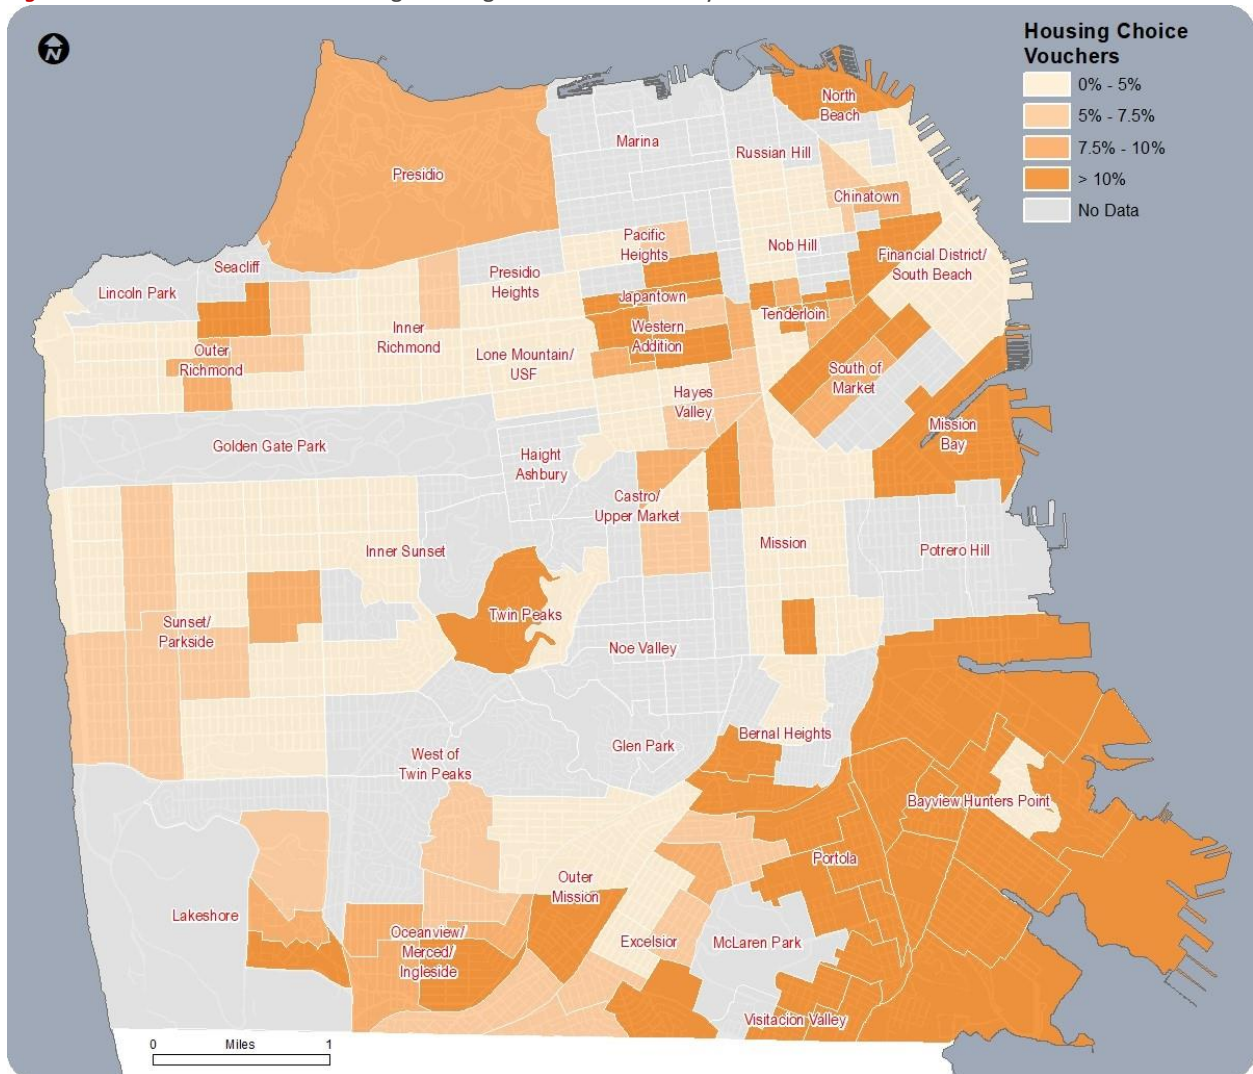 N
Housing Choice
Vouchers
0% - 5%
5% - 7.5%
7.5% - 10%
> 10%
No Data
North
Beach
Marina
Russian Hill
Presidio
Chinatown
Pacific
Heights
Nob Hill
Financial District/
South Beach
Seacliff
Presidio
Heights
Lincoln Park
Japantown
Tenderloin
Inner
Richmond
Western
Addition
Outer
Richmond
Lone Mountain/
USF
South of
Market
Hayes
Valley
Mission
Bay
Golden Gate Park
Haight
Ashbury
Castro/
Upper Market
Inner Sunset
Mission
Potrero Hill
Twin Peaks
Sunset/
Parkside
Noe Valley
Bernal Heights
Glen Park
West of
Twin Peaks
Bayview Hunters Point
Portola
Outer
Mission
Lakeshore
Oceanview/
Merced/
Ingleside
Excelsior
McLaren Park
Visitacion Valley
0 Miles 1